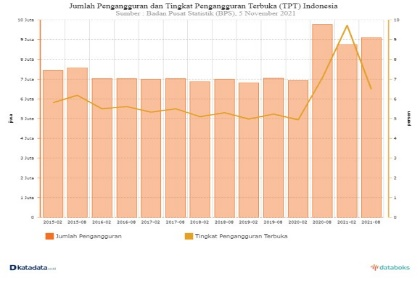 Jumlah Pengangguran dan Tingkat Pengangguran Terbuka (TPT) Indonesia
Sumber : Badan Pusat Statistik (BPS), 5 November 2021
10 Juta
9 Juta
8 Juta
7 Juta
6 Juta
5 Juta
4 Juta
3 Juta
2 Juta
1 Juta
0
juta
10
9
8
7
6
5
4
3
2
1
0
persen
2015-02 2015-08 2016-02 2016-08 2017-02 2017-08 2018-02 2018-08 2019-02 2019-08 2020-02 2020-08 2021-02 2021-08
Jumlah Pengangguran Tingkat Pengangguran Terbuka
katadata databoks